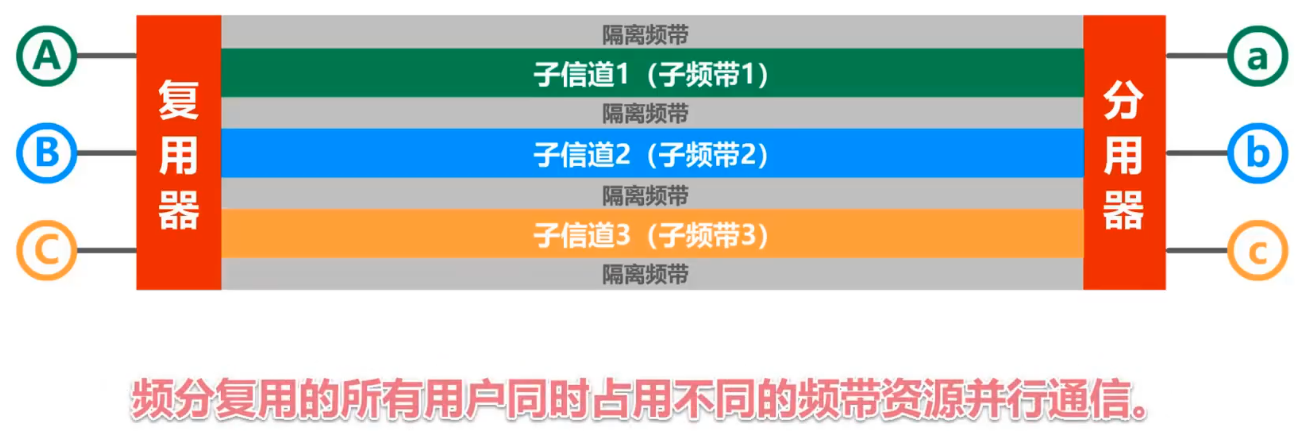 隔离频带
A
子信道1（子频带1）
a
隔离频带
复用器
B
子信道2（子频带2）
分用器
b
隔离频带
C
子信道3（子频带3）
c
隔离频带
频分复用的所有用户同时占用不同的频带资源并行通信。